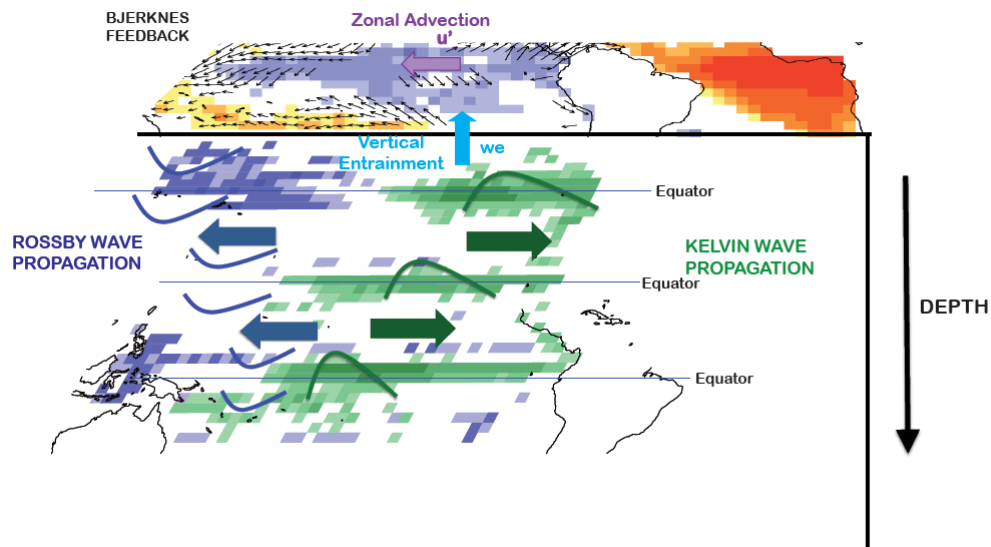 BJERKNES
FEEDBACK
Zonal Advection
u'
Vertical
Entrainment
we
Equator
ROSSBY WAVE
PROPAGATION
KELVIN WAVE
PROPAGATION
Equator
DEPTH
Equator